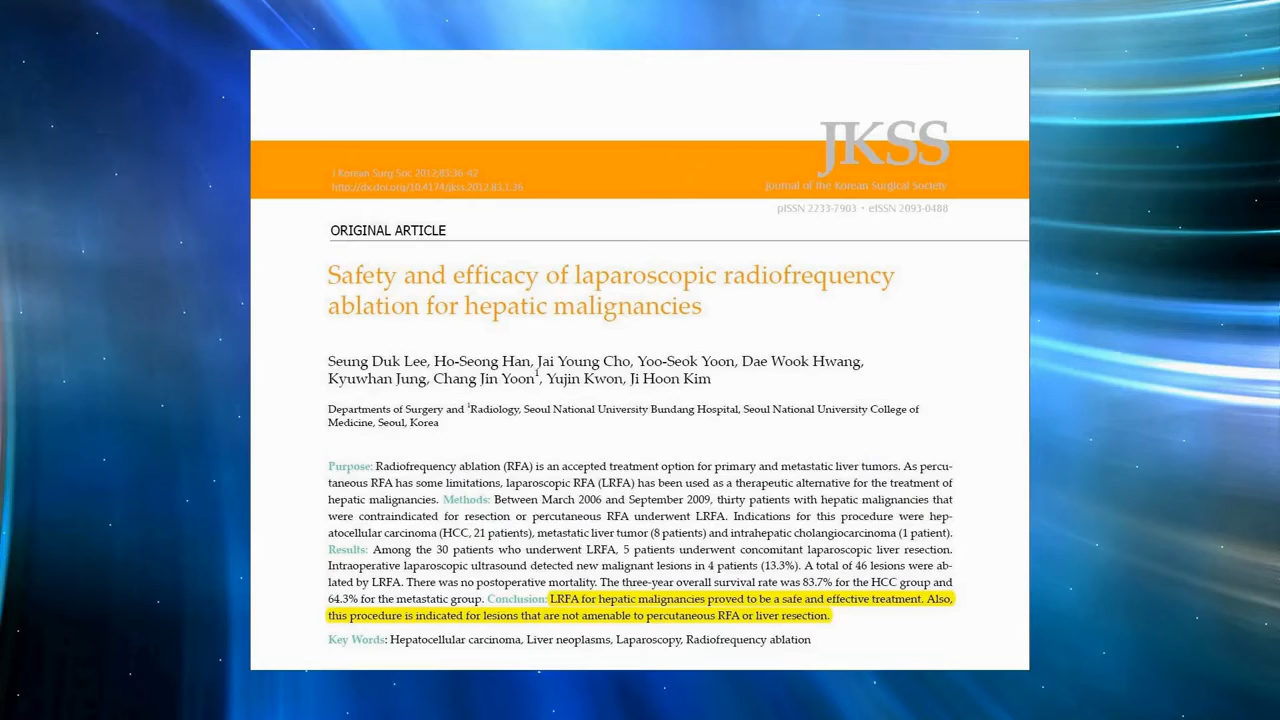 JKSS
J Korean Surg Soc 2012;83:36-42
http://dx.doi.org/10.4174/jkss.2012.83.1.36
Journal of the Korean Surgical Society
pISSN 2233-7903 • eISSN 2093-0488
ORIGINAL ARTICLE
Safety and efficacy of laparoscopic radiofrequency
ablation for hepatic malignancies
Seung Duk Lee, Ho-Seong Han, Jai Young Cho, Yoo-Seok Yoon, Dae Wook Hwang,
Kyuwhan Jung, Chang Jin Yoon1, Yujin Kwon, Ji Hoon Kim
Departments of Surgery and 1Radiology, Seoul National University Bundang Hospital, Seoul National University College of
Medicine, Seoul, Korea
Purpose: Radiofrequency ablation (RFA) is an accepted treatment option for primary and metastatic liver tumors. As percu-
taneous RFA has some limitations, laparoscopic RFA (LRFA) has been used as a therapeutic alternative for the treatment of
hepatic malignancies. Methods: Between March 2006 and September 2009, thirty patients with hepatic malignancies that
were contraindicated for resection or percutaneous RFA underwent LRFA. Indications for this procedure were hep-
atocellular carcinoma (HCC, 21 patients), metastatic liver tumor (8 patients) and intrahepatic cholangiocarcinoma (1 patient).
Results: Among the 30 patients who underwent LRFA, 5 patients underwent concomitant laparoscopic liver resection.
Intraoperative laparoscopic ultrasound detected new malignant lesions in 4 patients (13.3%). A total of 46 lesions were ab-
lated by LRFA. There was no postoperative mortality. The three-year overall survival rate was 83.7% for the HCC group and
64.3% for the metastatic group. Conclusion: LRFA for hepatic malignancies proved to be a safe and effective treatment. Also,
this procedure is indicated for lesions that are not amenable to percutaneous RFA or liver resection.
Key Words: Hepatocellular carcinoma, Liver neoplasms, Laparoscopy, Radiofrequency ablation